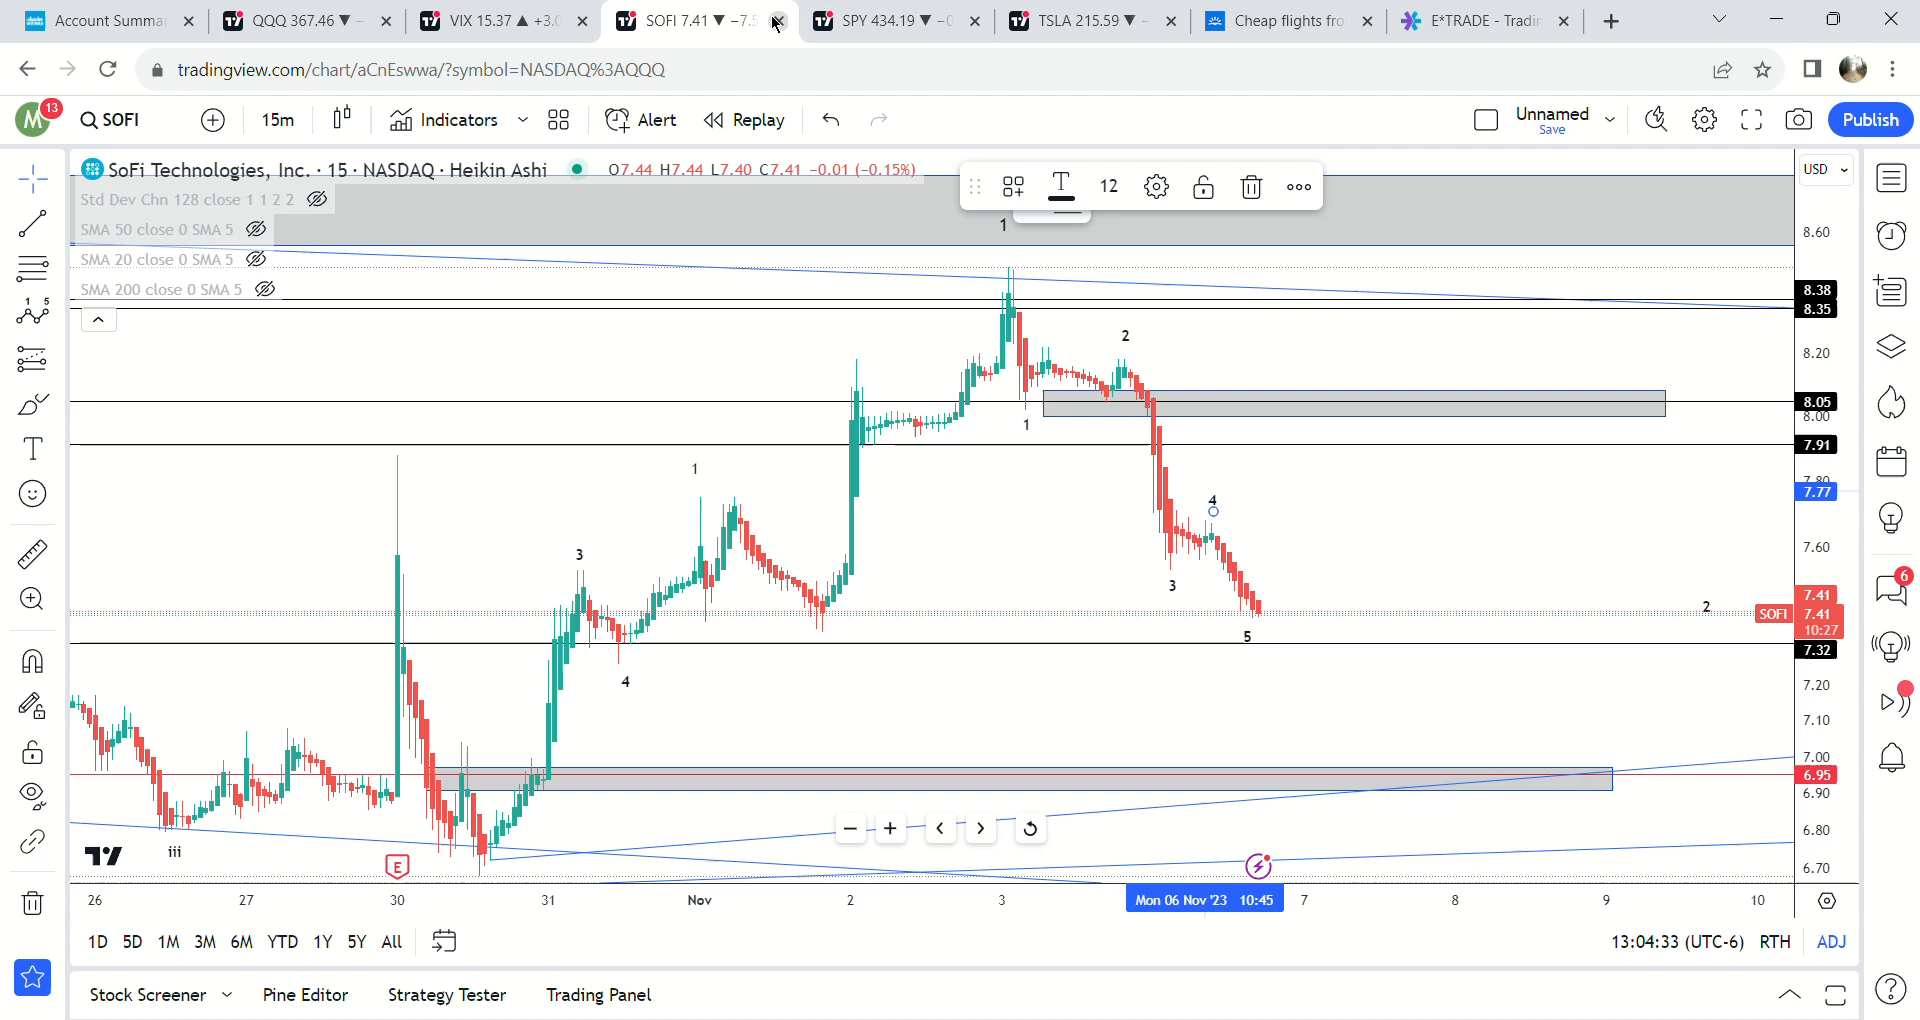 Account Summa
QQQ 367.46 ▼ −
VIX 15.37 ▲ +3.0
SOFI 7.41 ▼ −7.5
SPY 434.19 ▼ −0
TSLA 215.59 ▼ −
Cheap flights fro
E*TRADE - Tradin
tradingview.com/chart/aCnEswwa/?symbol=NASDAQ%3AQQQ
M 13 SOFI 15m Indicators Alert Replay Unnamed Save Publish
SoFi Technologies, Inc. · 15 · NASDAQ · Heikin Ashi O7.44 H7.44 L7.40 C7.41 −0.01 (−0.15%)
T 12
USD
Std Dev Chn 128 close 1 1 2 2
SMA 50 close 0 SMA 5
SMA 20 close 0 SMA 5
SMA 200 close 0 SMA 5
1
8.60
8.38
8.35
2
8.20
8.05
8.00
1
7.91
1
7.80
7.77
4
3
7.60
3
7.41
2
SOFI 7.41
10:27
5
7.32
4
7.20
7.10
7.00
6.95
6.90
6.80
iii
E
6.70
26 27 30 31 Nov 2 3 Mon 06 Nov '23 10:45 7 8 9 10
1D 5D 1M 3M 6M YTD 1Y 5Y All
13:04:33 (UTC-6) RTH ADJ
Stock Screener Pine Editor Strategy Tester Trading Panel
1 5
T
6